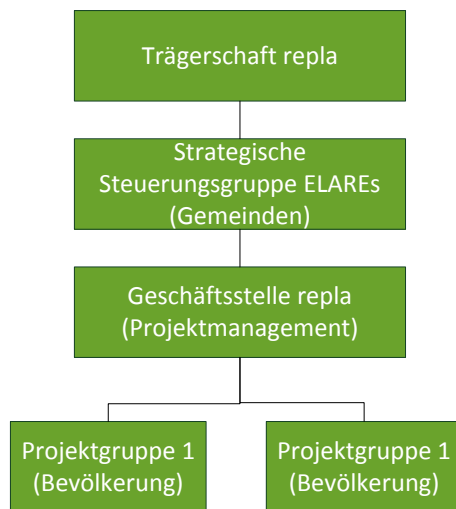 Trägerschaft repla
Strategische
Steuerungsgruppe ELAREs
(Gemeinden)
Geschäftsstelle repla
(Projektmanagement)
Projektgruppe 1
(Bevölkerung)
Projektgruppe 1
(Bevölkerung)